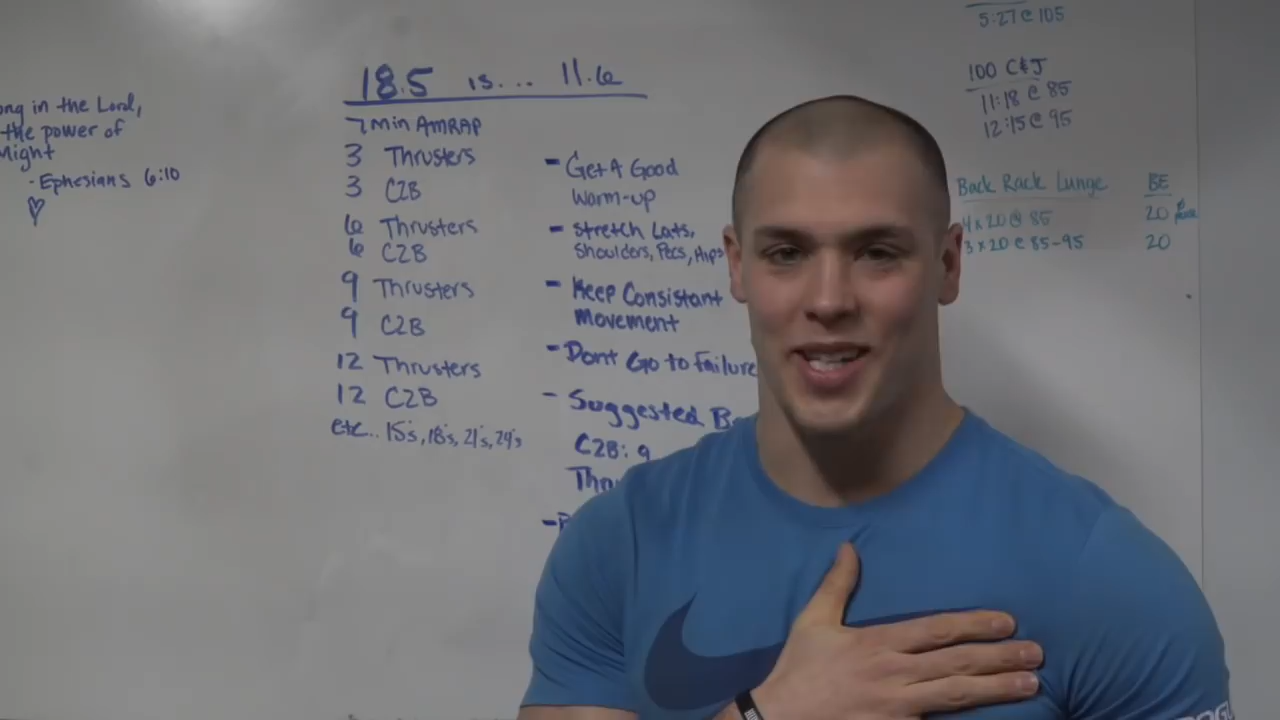 ong in the Lord,
the power of
Might
-Ephesians 6:10
18.5 is... 11.6
7 Min AMRAP
3 Thrusters
3 C2B
6 Thrusters
6 C2B
9 Thrusters
9 C2B
12 Thrusters
12 C2B
etc.. 15's, 18's, 21's, 24's
- Get A Good
Warm-up
- Stretch Lats,
Shoulders, Pecs, Hips
- Keep Consistant
Movement
- Dont Go to Failure
- Suggested B
C2B: 9
Thru
5:27 @ 105
100 C&J
11:18 @ 85
12:15 @ 95
Back Rack Lunge BE
4x20 @ 85 20
3x20 @ 85-95 20